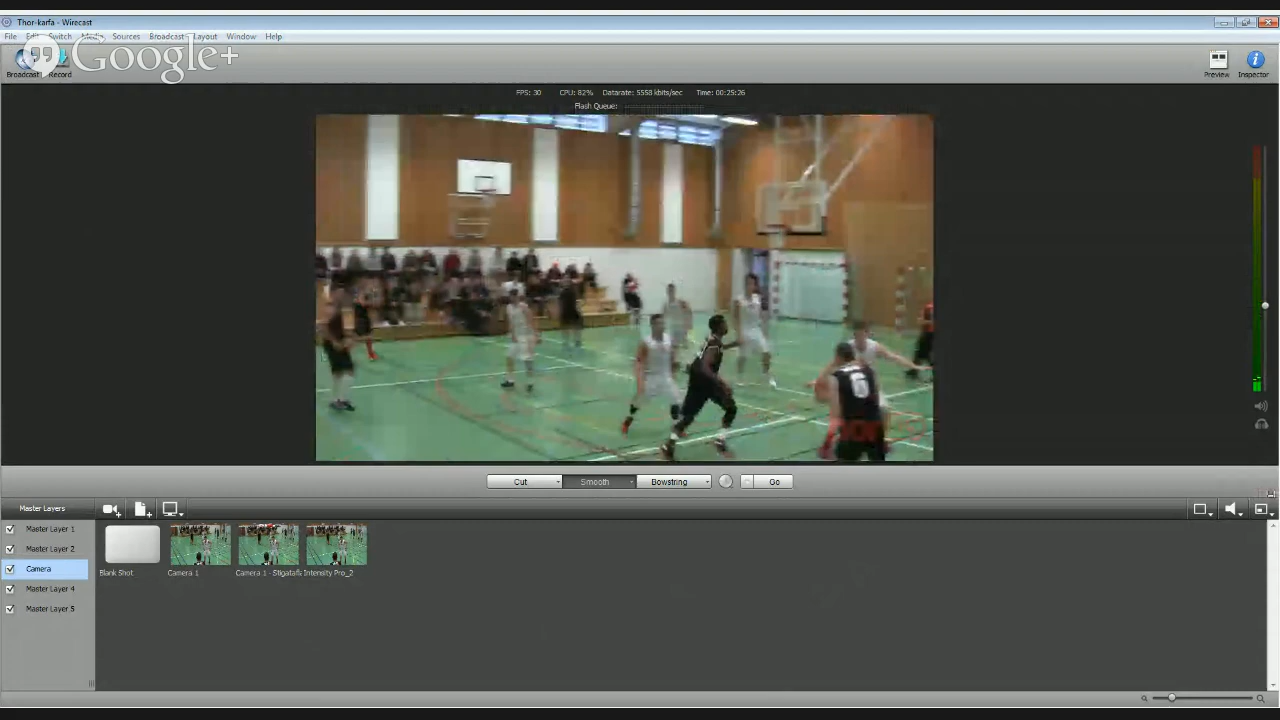 Thor-karfa - Wirecast
File Edit Switch Media Sources Broadcast Layout Window Help
Google+
Broadcast Record Preview Inspector
FPS: 30 CPU: 82% Datarate: 5558 kbits/sec Time: 00:25:26
Flash Queue:
6
Cut Smooth Bowstring Go
Master Layers
Master Layer 1
Master Layer 2
Camera
Master Layer 4
Master Layer 5
Blank Shot Camera 1 Camera 1 - Stigatafla Intensity Pro_2